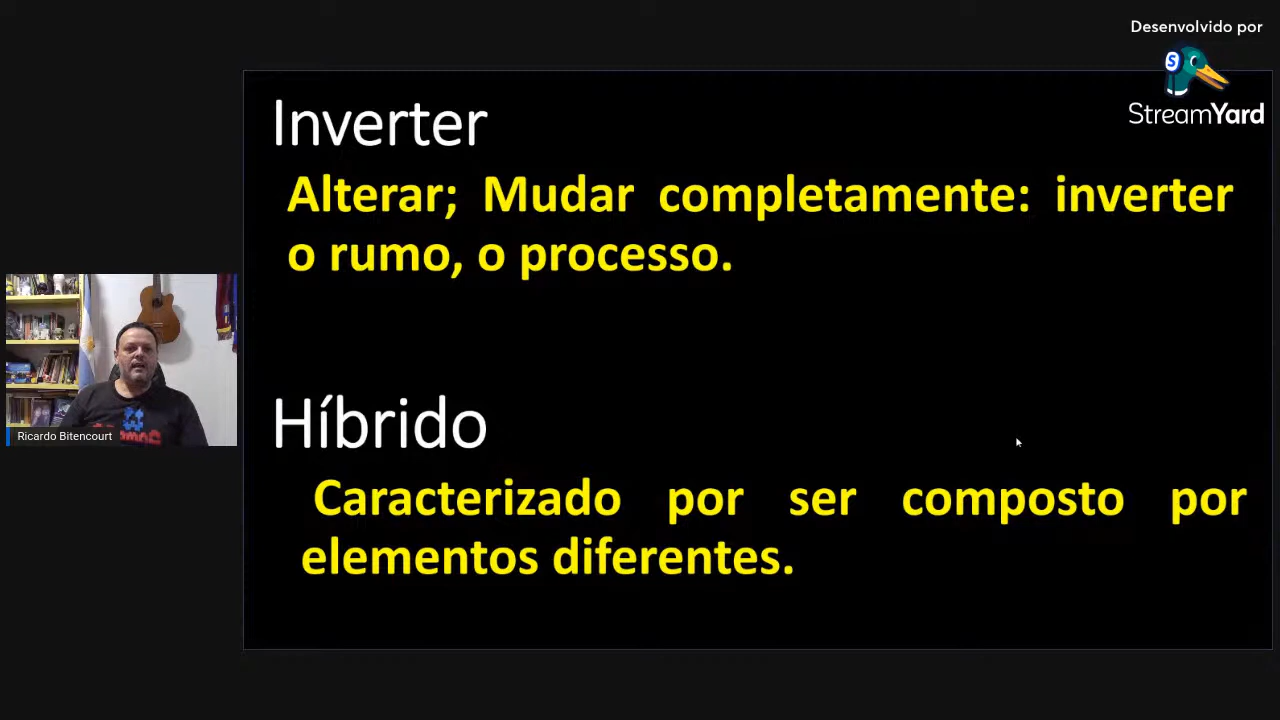 Desenvolvido por
StreamYard
Inverter
Alterar; Mudar completamente: inverter
o rumo, o processo.
Ricardo Bitencourt
Híbrido
Caracterizado por ser composto por
elementos diferentes.